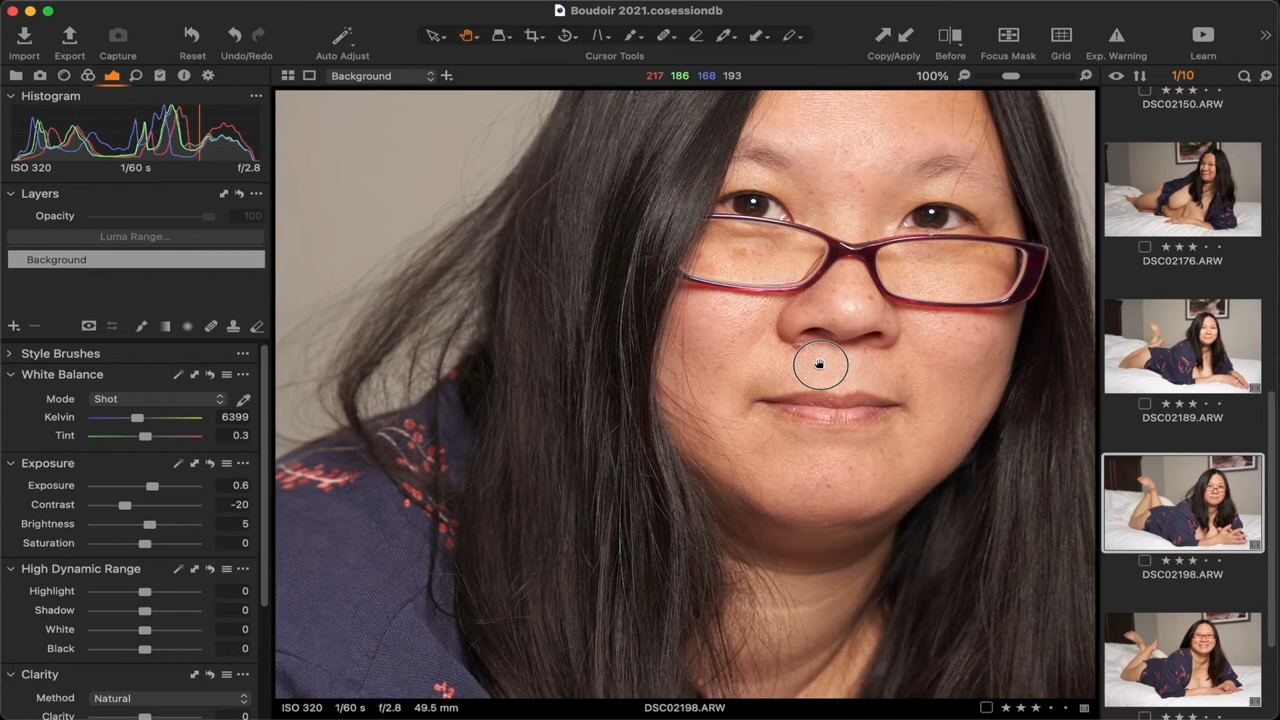 Boudoir 2021.cosessiondb
Import
Export
Capture
Reset
Undo/Redo
Auto Adjust
Cursor Tools
Copy/Apply
Before
Focus Mask
Grid
Exp. Warning
Learn
Background
217 186 168 193
100%
1/10
Histogram
ISO 320 1/60 s f/2.8
Layers
Opacity 100
Luma Range...
Background
Style Brushes
White Balance
Mode Shot
Kelvin 6399
Tint 0.3
Exposure
Exposure 0.6
Contrast -20
Brightness 5
Saturation 0
High Dynamic Range
Highlight 0
Shadow 0
White 0
Black 0
Clarity
Method Natural
Clarity 0
ISO 320 1/60 s f/2.8 49.5 mm
DSC02198.ARW
DSC02150.ARW
DSC02176.ARW
DSC02189.ARW
DSC02198.ARW